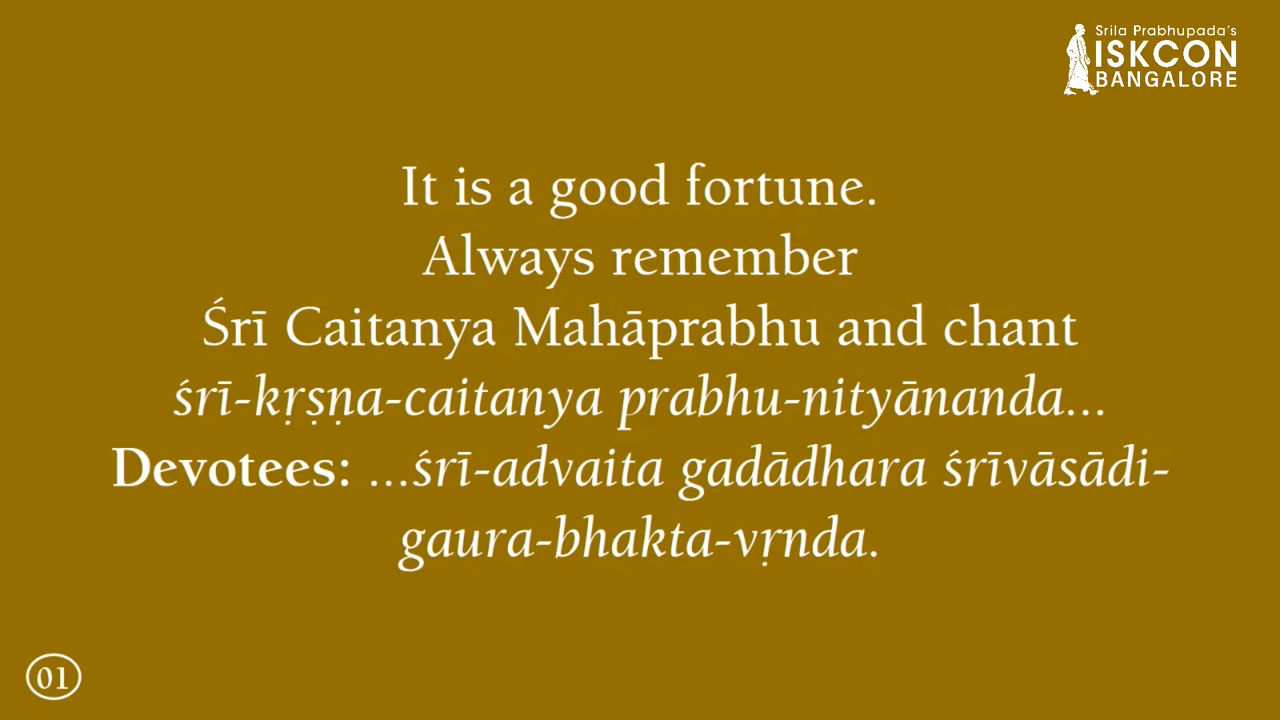 Srila Prabhupada's
ISKCON
BANGALORE
It is a good fortune.
Always remember
Śrī Caitanya Mahāprabhu and chant
śrī-kṛṣṇa-caitanya prabhu-nityānanda...
Devotees: ...śrī-advaita gadādhara śrīvāsādi-
gaura-bhakta-vṛnda.
01